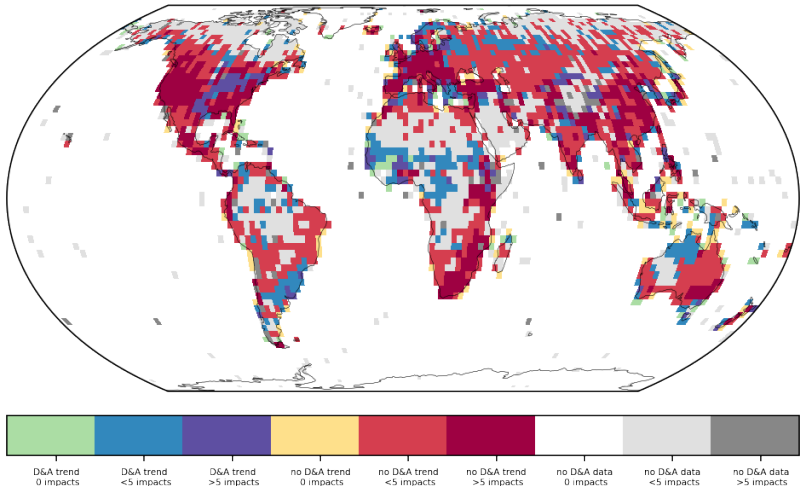 D&A trend
0 impacts
D&A trend
<5 impacts
D&A trend
>5 impacts
no D&A trend
0 impacts
no D&A trend
<5 impacts
no D&A trend
>5 impacts
no D&A data
0 impacts
no D&A data
<5 impacts
no D&A data
>5 impacts